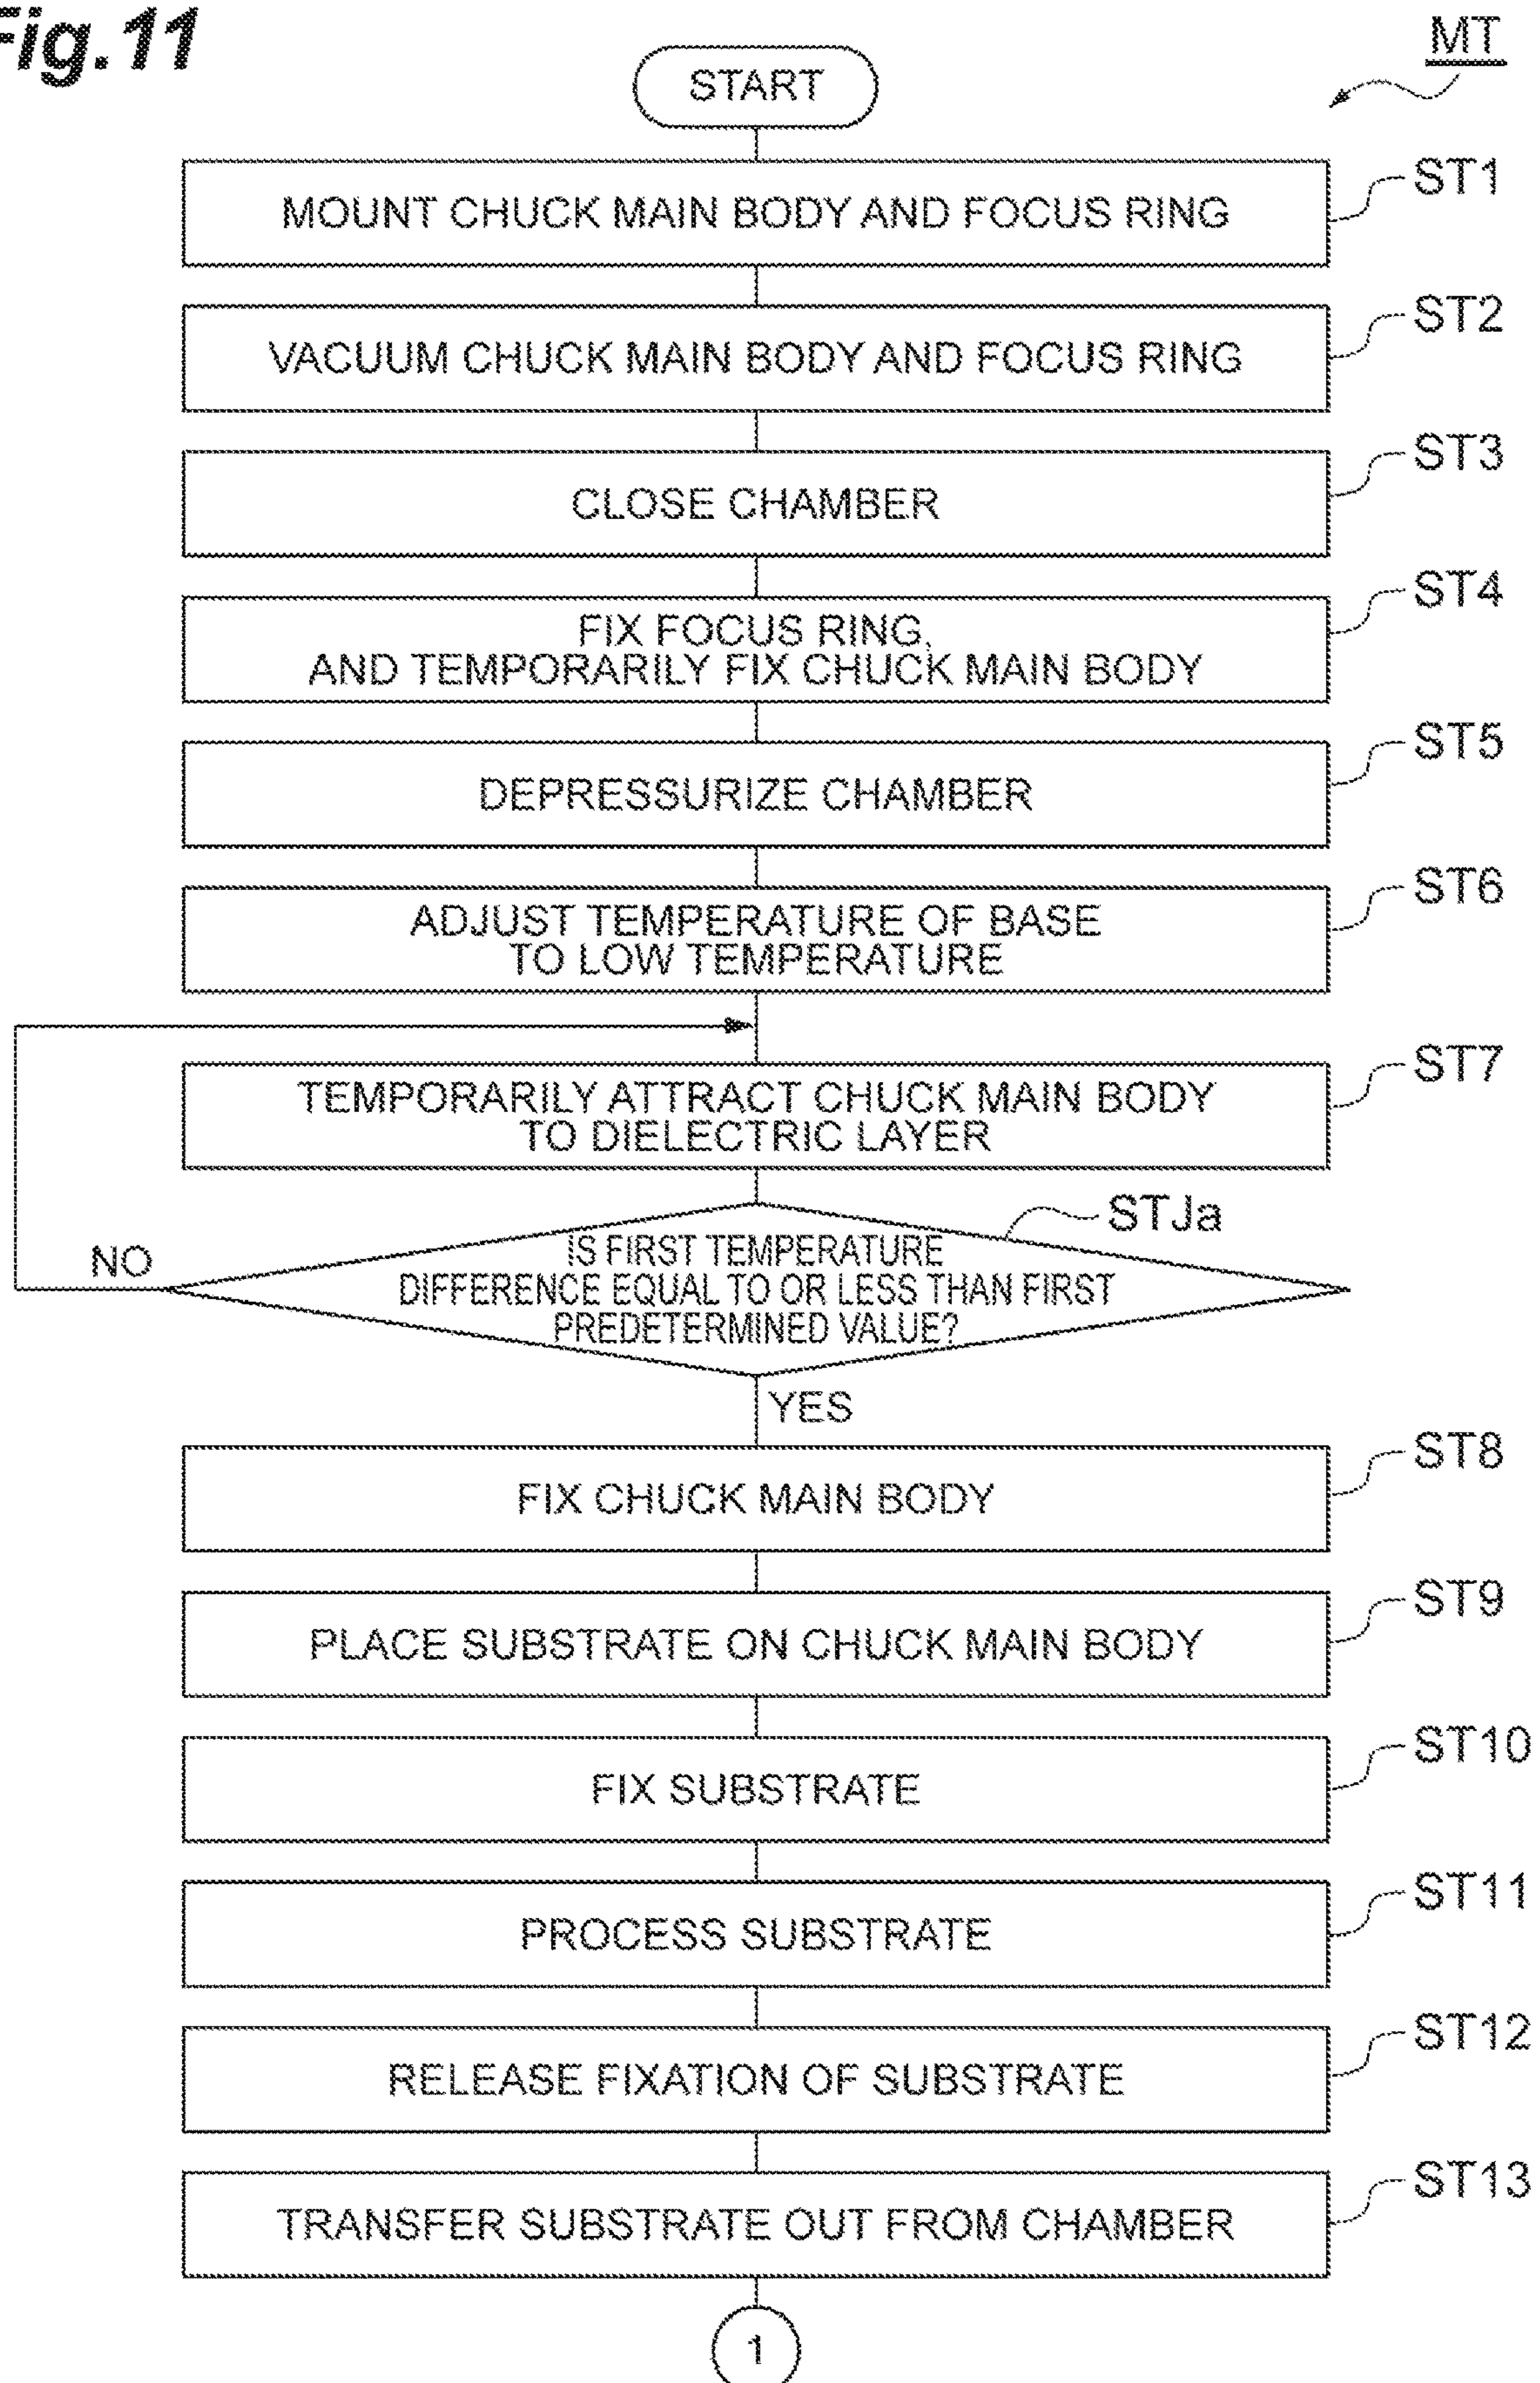 Fig.11
MT
START
MOUNT CHUCK MAIN BODY AND FOCUS RING
ST1
VACUUM CHUCK MAIN BODY AND FOCUS RING
ST2
CLOSE CHAMBER
ST3
FIX FOCUS RING,
AND TEMPORARILY FIX CHUCK MAIN BODY
ST4
DEPRESSURIZE CHAMBER
ST5
ADJUST TEMPERATURE OF BASE
TO LOW TEMPERATURE
ST6
TEMPORARILY ATTRACT CHUCK MAIN BODY
TO DIELECTRIC LAYER
ST7
STJa
IS FIRST TEMPERATURE
DIFFERENCE EQUAL TO OR LESS THAN FIRST
PREDETERMINED VALUE?
NO
YES
FIX CHUCK MAIN BODY
ST8
PLACE SUBSTRATE ON CHUCK MAIN BODY
ST9
FIX SUBSTRATE
ST10
PROCESS SUBSTRATE
ST11
RELEASE FIXATION OF SUBSTRATE
ST12
TRANSFER SUBSTRATE OUT FROM CHAMBER
ST13
1